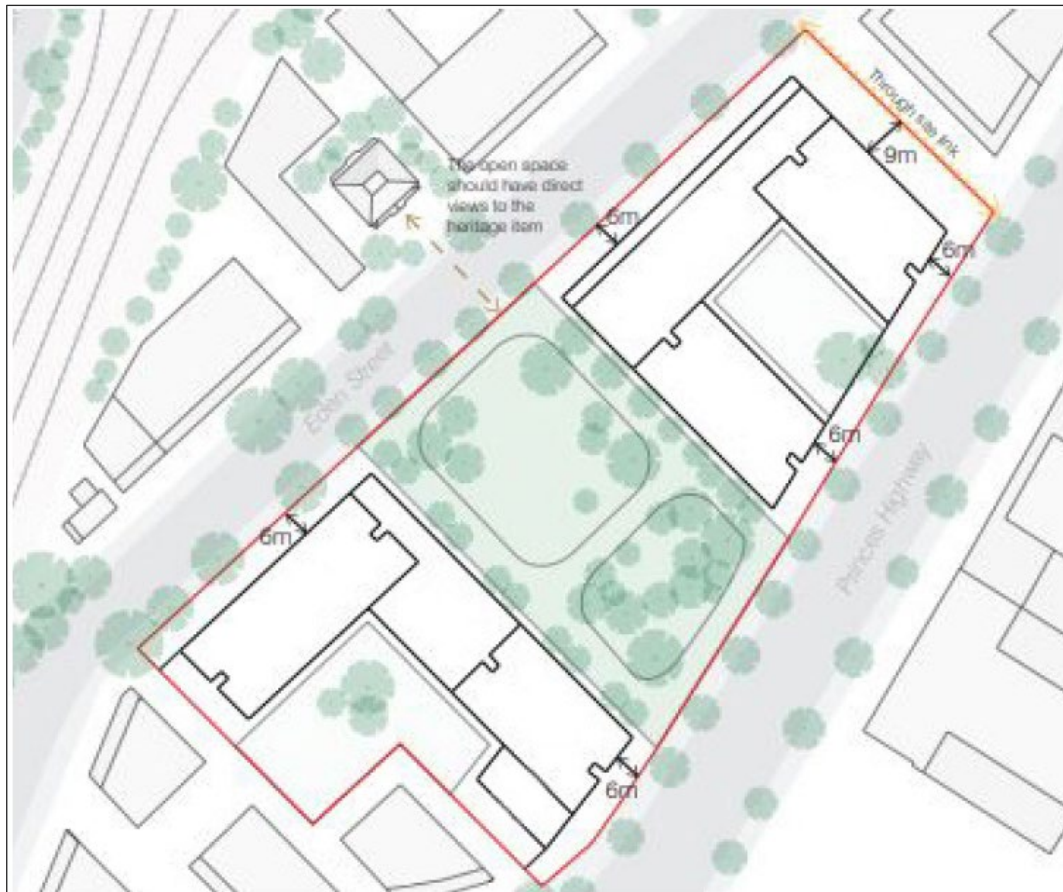 Through site link
9m
The open space
should have direct
views to the
heritage item
6m
6m
Eden Street
6m
Princes Highway
6m
6m